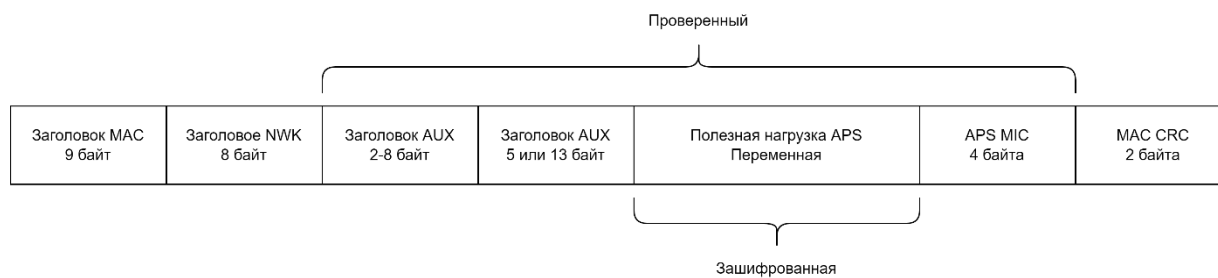 Проверенный
Заголовок MAC
9 байт
Заголовое NWK
8 байт
Заголовок AUX
2-8 байт
Заголовок AUX
5 или 13 байт
Полезная нагрузка APS
Переменная
APS MIC
4 байта
MAC CRC
2 байта
Зашифрованная